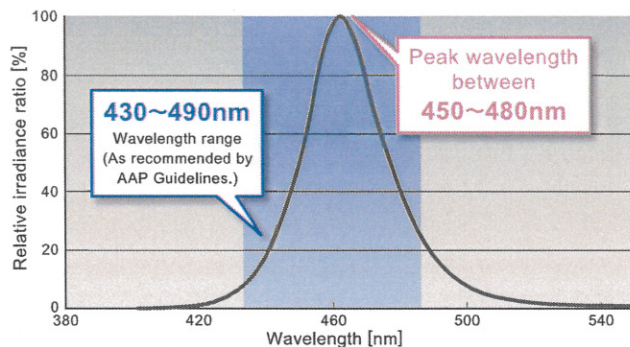 Relative irradiance ratio [%]
100
80
60
40
20
0
430~490nm
Wavelength range
(As recommended by
AAP Guidelines.)
Peak wavelength
between
450~480nm
380
420
460
500
540
Wavelength [nm]